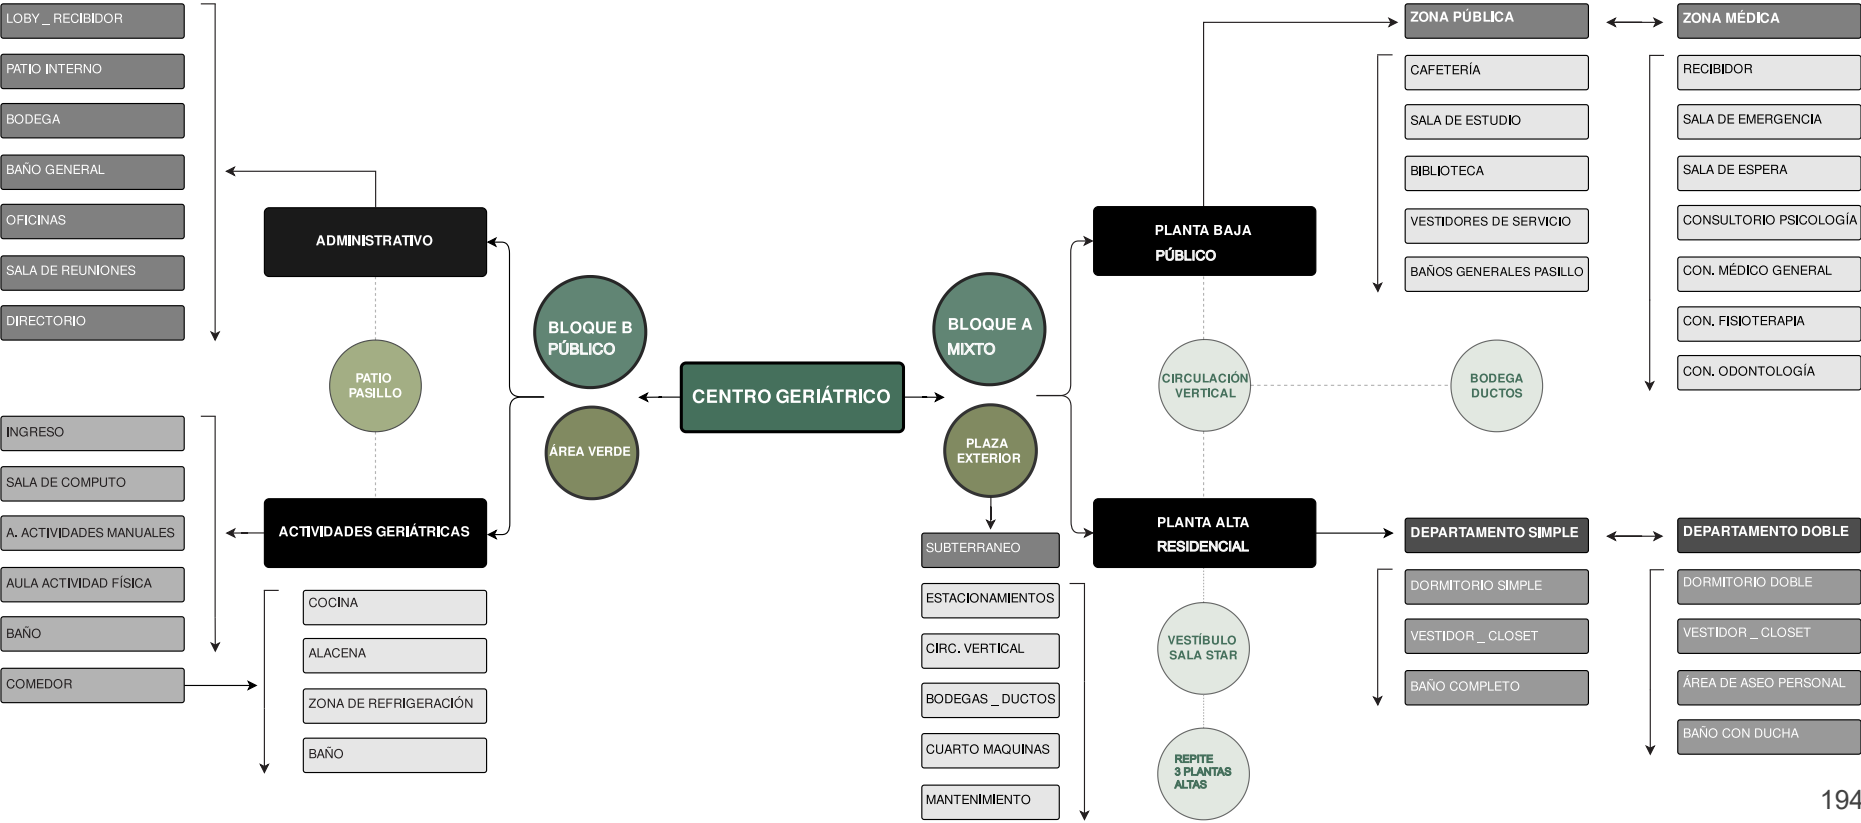 LOBY _ RECIBIDOR
PATIO INTERNO
BODEGA
BAÑO GENERAL
OFICINAS
SALA DE REUNIONES
DIRECTORIO
ADMINISTRATIVO
PATIO
PASILLO
INGRESO
SALA DE COMPUTO
A. ACTIVIDADES MANUALES
AULA ACTIVIDAD FÍSICA
BAÑO
COMEDOR
ACTIVIDADES GERIÁTRICAS
COCINA
ALACENA
ZONA DE REFRIGERACIÓN
BAÑO
BLOQUE B
PÚBLICO
ÁREA VERDE
CENTRO GERIÁTRICO
BLOQUE A
MIXTO
PLAZA
EXTERIOR
SUBTERRANEO
ESTACIONAMIENTOS
CIRC. VERTICAL
BODEGAS _ DUCTOS
CUARTO MAQUINAS
MANTENIMIENTO
PLANTA BAJA
PÚBLICO
CIRCULACIÓN
VERTICAL
BODEGA
DUCTOS
PLANTA ALTA
RESIDENCIAL
VESTÍBULO
SALA STAR
REPITE
3 PLANTAS
ALTAS
ZONA PÚBLICA
CAFETERÍA
SALA DE ESTUDIO
BIBLIOTECA
VESTIDORES DE SERVICIO
BAÑOS GENERALES PASILLO
ZONA MÉDICA
RECIBIDOR
SALA DE EMERGENCIA
SALA DE ESPERA
CONSULTORIO PSICOLOGÍA
CON. MÉDICO GENERAL
CON. FISIOTERAPIA
CON. ODONTOLOGÍA
DEPARTAMENTO SIMPLE
DORMITORIO SIMPLE
VESTIDOR _ CLOSET
BAÑO COMPLETO
DEPARTAMENTO DOBLE
DORMITORIO DOBLE
VESTIDOR _ CLOSET
ÁREA DE ASEO PERSONAL
BAÑO CON DUCHA
194